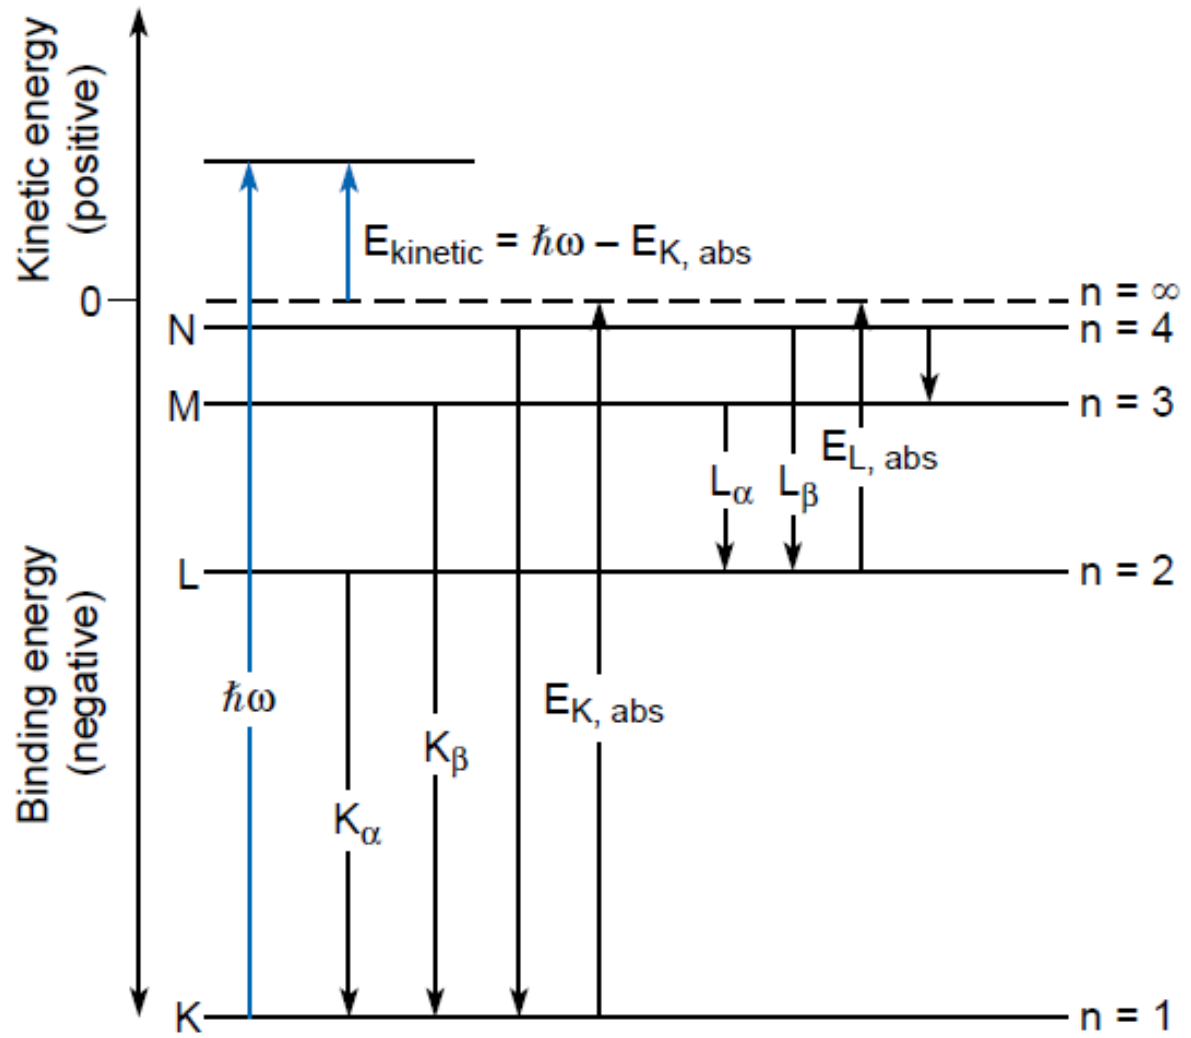 Kinetic energy
(positive)
Binding energy
(negative)
E_kinetic = ℏω – E_K, abs
0
n = ∞
N
n = 4
M
n = 3
E_L, abs
L_α
L_β
L
n = 2
ℏω
E_K, abs
K_β
K_α
K
n = 1